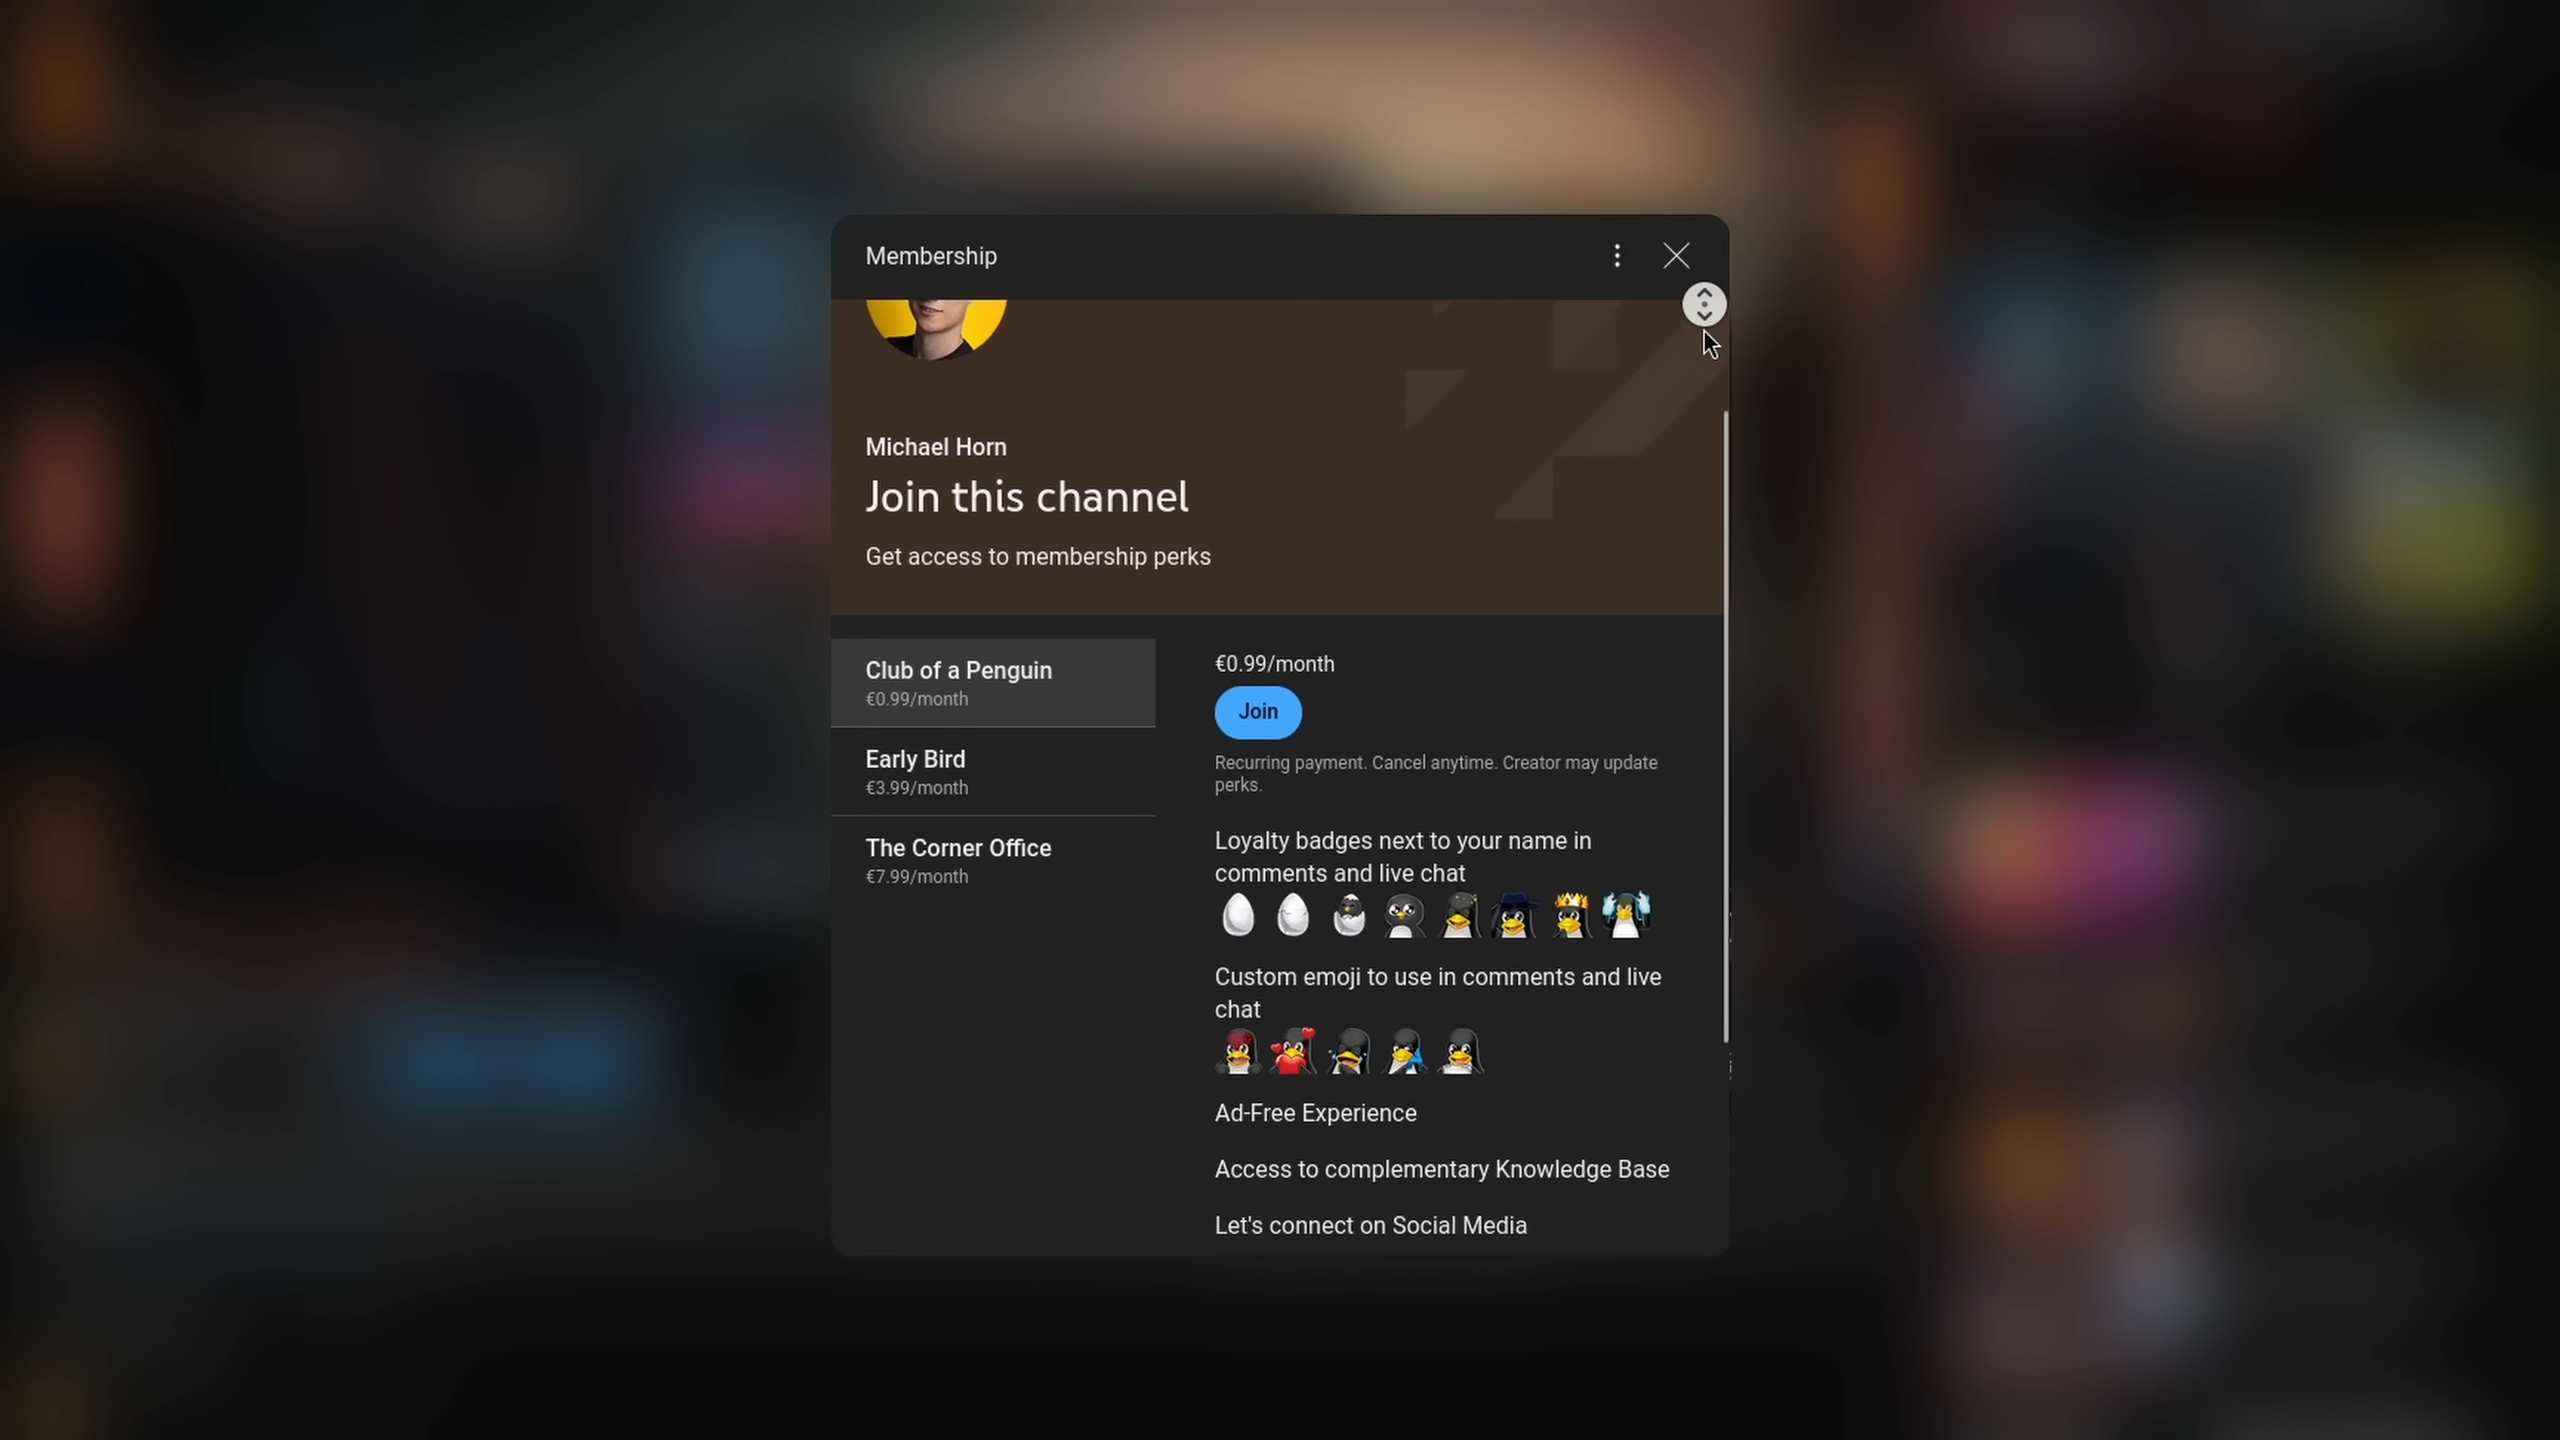 Membership
Michael Horn
Join this channel
Get access to membership perks
Club of a Penguin
€0.99/month
Early Bird
€3.99/month
The Corner Office
€7.99/month
€0.99/month
Join
Recurring payment. Cancel anytime. Creator may update
perks.
Loyalty badges next to your name in
comments and live chat
Custom emoji to use in comments and live
chat
Ad-Free Experience
Access to complementary Knowledge Base
Let's connect on Social Media